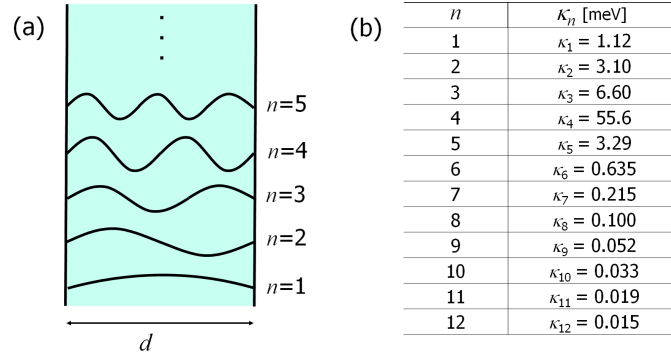 (a)
n=5
n=4
n=3
n=2
n=1
d
(b)
n κn [meV]
1 κ1 = 1.12
2 κ2 = 3.10
3 κ3 = 6.60
4 κ4 = 55.6
5 κ5 = 3.29
6 κ6 = 0.635
7 κ7 = 0.215
8 κ8 = 0.100
9 κ9 = 0.052
10 κ10 = 0.033
11 κ11 = 0.019
12 κ12 = 0.015